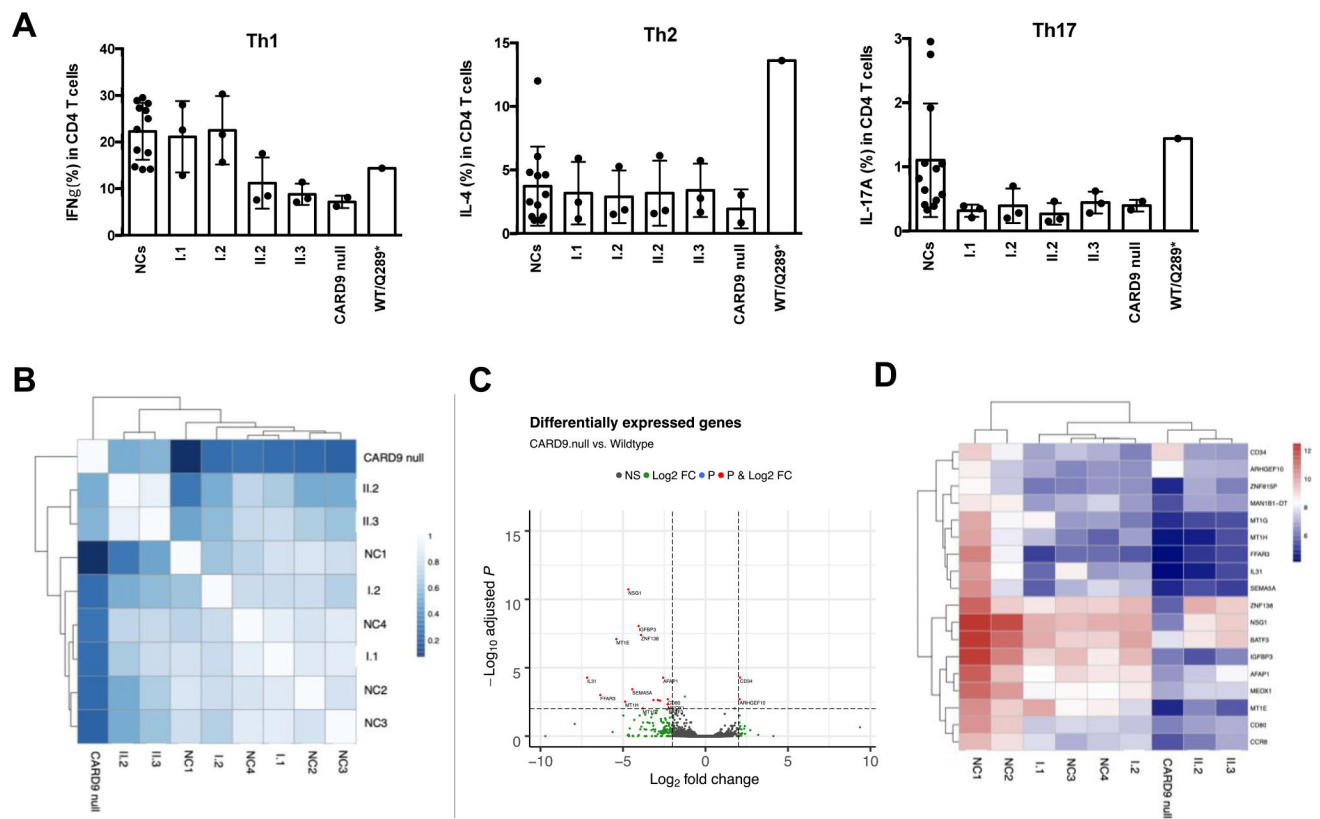 A
Th1
Th2
Th17
IFNg(%) in CD4 T cells
40
30
20
10
0
NCs
I.1
I.2
II.2
II.3
CARD9 null
WT/Q289*
IL-4 (%) in CD4 T cells
15
10
5
0
NCs
I.1
I.2
II.2
II.3
CARD9 null
WT/Q289*
IL-17A (%) in CD4 T cells
3
2
1
0
NCs
I.1
I.2
II.2
II.3
CARD9 null
WT/Q289*
B
CARD9 null
II.2
II.3
NC1
I.2
NC4
I.1
NC2
NC3
1
0.8
0.6
0.4
0.2
CARD9 null
II.2
II.3
NC1
I.2
NC4
I.1
NC2
NC3
C
Differentially expressed genes
CARD9.null vs. Wildtype
NS Log2 FC P P & Log2 FC
−Log10 adjusted P
15
10
5
0
NSG1
IGFBP3
ZNF138
MT1E
IL31
AFAP1
CD34
SEMA5A
FFAR3
MT1H
CD80
ARHGEF10
−10
−5
0
5
10
Log2 fold change
D
CD34
ARHGEF10
ZNF815P
MAN1B1−DT
MT1G
MT1H
FFAR3
IL31
SEMA5A
ZNF138
NSG1
BATF3
IGFBP3
AFAP1
MEOX1
MT1E
CD80
CCR8
12
10
8
6
NC1
NC2
I.1
NC3
NC4
I.2
CARD9 null
II.2
II.3